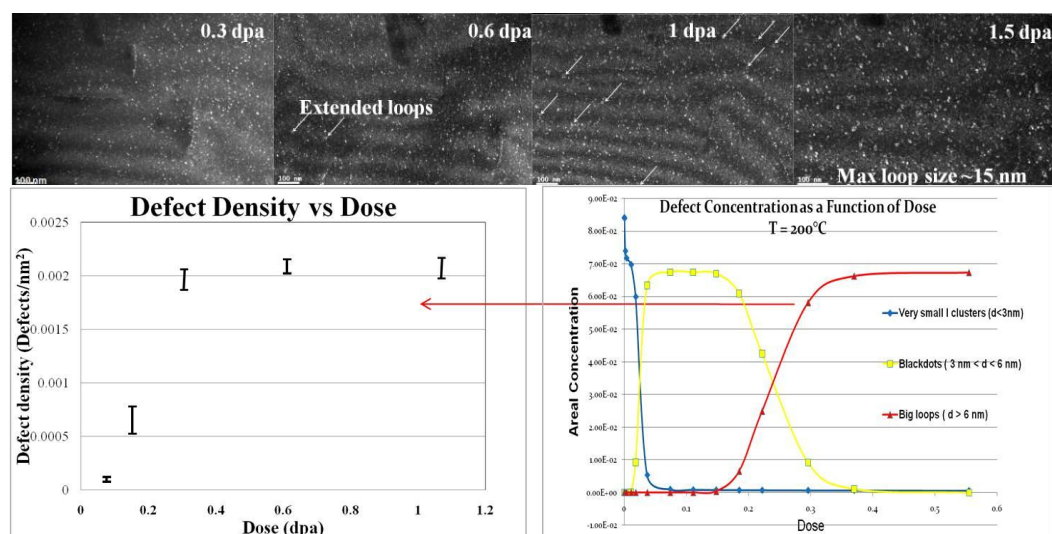 0.3 dpa
0.6 dpa
1 dpa
1.5 dpa
Extended loops
100 nm
100 nm
100 nm
100 nm
Max loop size ~15 nm
Defect Density vs Dose
Defect density (Defects/nm²)
0.0025
0.002
0.0015
0.001
0.0005
0
0 0.2 0.4 0.6 0.8 1 1.2
Dose (dpa)
Defect Concentration as a Function of Dose
T = 200°C
Areal Concentration
9.00E-02
8.00E-02
7.00E-02
6.00E-02
5.00E-02
4.00E-02
3.00E-02
2.00E-02
1.00E-02
0.00E+00
-1.00E-02
0 0.1 0.2 0.3 0.4 0.5 0.6
Dose
Very small I clusters (d<3nm)
Blackdots ( 3 nm < d < 6 nm)
Big loops ( d > 6 nm)